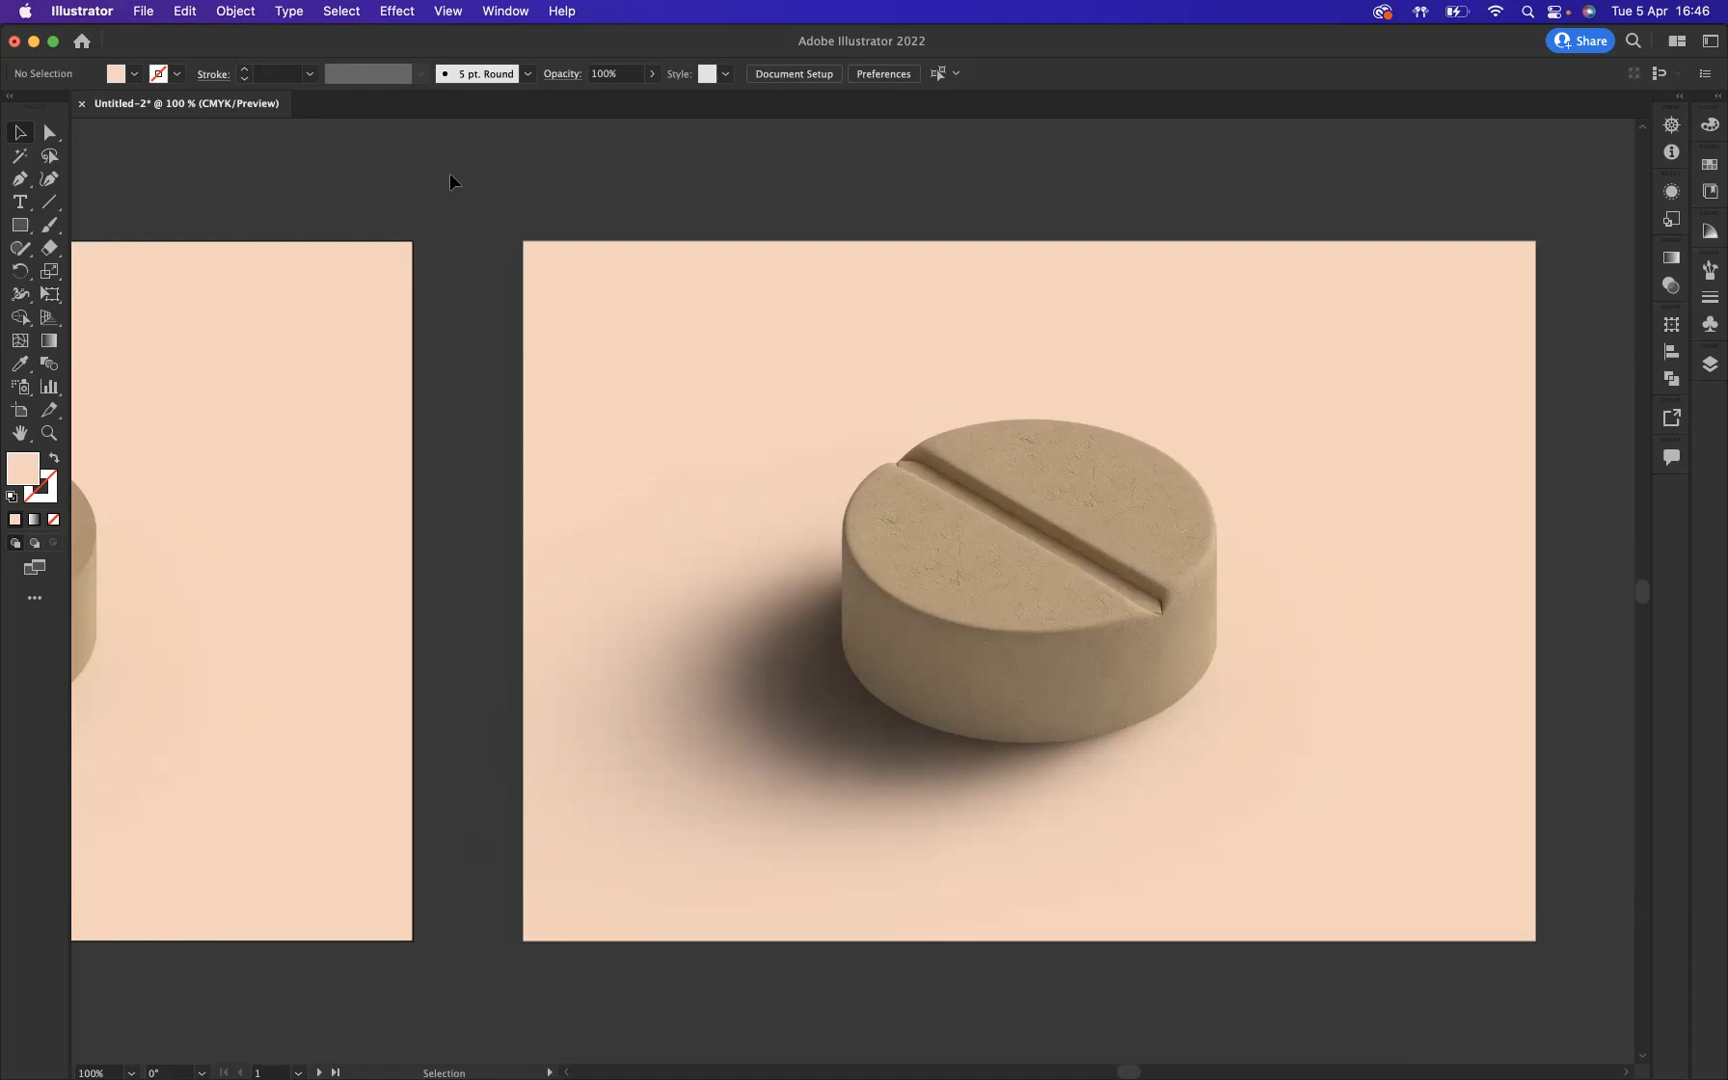 Illustrator File Edit Object Type Select Effect View Window Help
Tue 5 Apr 16:46
Adobe Illustrator 2022
Share
No Selection
Stroke:
5 pt. Round
Opacity: 100%
Style:
Document Setup
Preferences
Untitled-2* @ 100 % (CMYK/Preview)
100%
0°
1
Selection